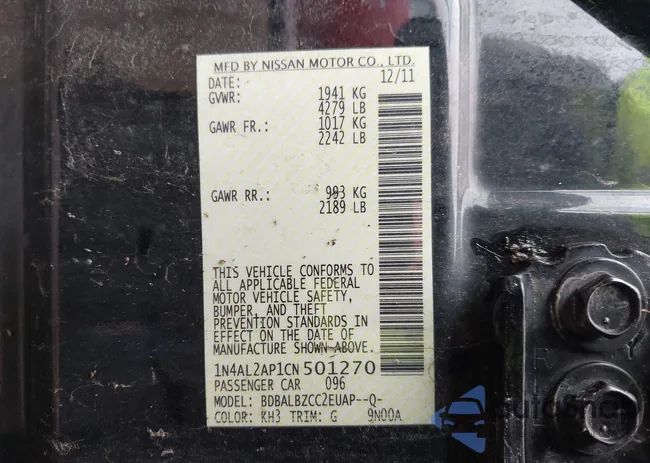 MFD BY NISSAN MOTOR CO., LTD.
DATE: 12/11
GVWR: 1941 KG
4279 LB
GAWR FR.: 1017 KG
2242 LB
GAWR RR.: 993 KG
2189 LB
THIS VEHICLE CONFORMS TO
ALL APPLICABLE FEDERAL
MOTOR VEHICLE SAFETY,
BUMPER, AND THEFT
PREVENTION STANDARDS IN
EFFECT ON THE DATE OF
MANUFACTURE SHOWN ABOVE.
1N4AL2AP1CN501270
PASSENGER CAR 096
MODEL: BDBALBZCC2EUAP--Q-
COLOR: KH3 TRIM: G 9N00A